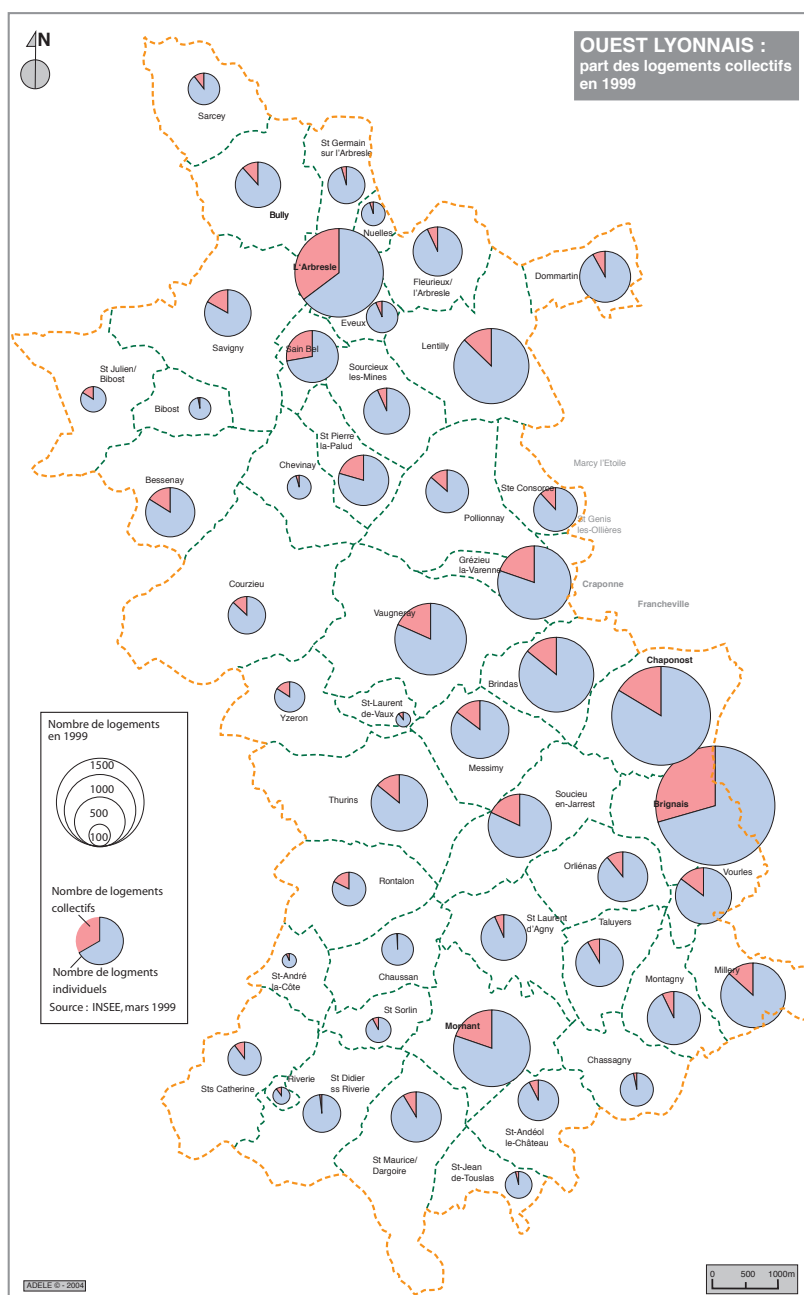 N
OUEST LYONNAIS :
part des logements collectifs
en 1999
Sarcey
St Germain
sur l'Arbresle
Bully
Nuelles
L'Arbresle
Fleurieux/
l'Arbresle
Dommartin
Eveux
Savigny
Sain Bel
Lentilly
St Julien/
Bibost
Sourcieux
les-Mines
Bibost
St Pierre
la-Palud
Chevinay
Marcy l'Etoile
Bessenay
Ste Consorce
Pollionnay
St Genis
les-Ollières
Grézieu
la-Varenne
Craponne
Courzieu
Francheville
Vaugneray
Chaponost
Brindas
St-Laurent
de-Vaux
Yzeron
Messimy
Nombre de logements
en 1999
1500
1000
500
100
Thurins
Soucieu
en-Jarrest
Brignais
Orliénas
Vourles
Rontalon
Nombre de logements
collectifs
St Laurent
d'Agny
Taluyers
Chaussan
St-André
la-Côte
Montagny
Millery
Nombre de logments
individuels
Source : INSEE, mars 1999
St Sorlin
Mornant
Chassagny
Sts Catherine
Riverie
St Didier
ss Riverie
St-Andéol
le-Château
St Maurice/
Dargoire
St-Jean
de-Touslas
ADELE © - 2004
0 500 1000m